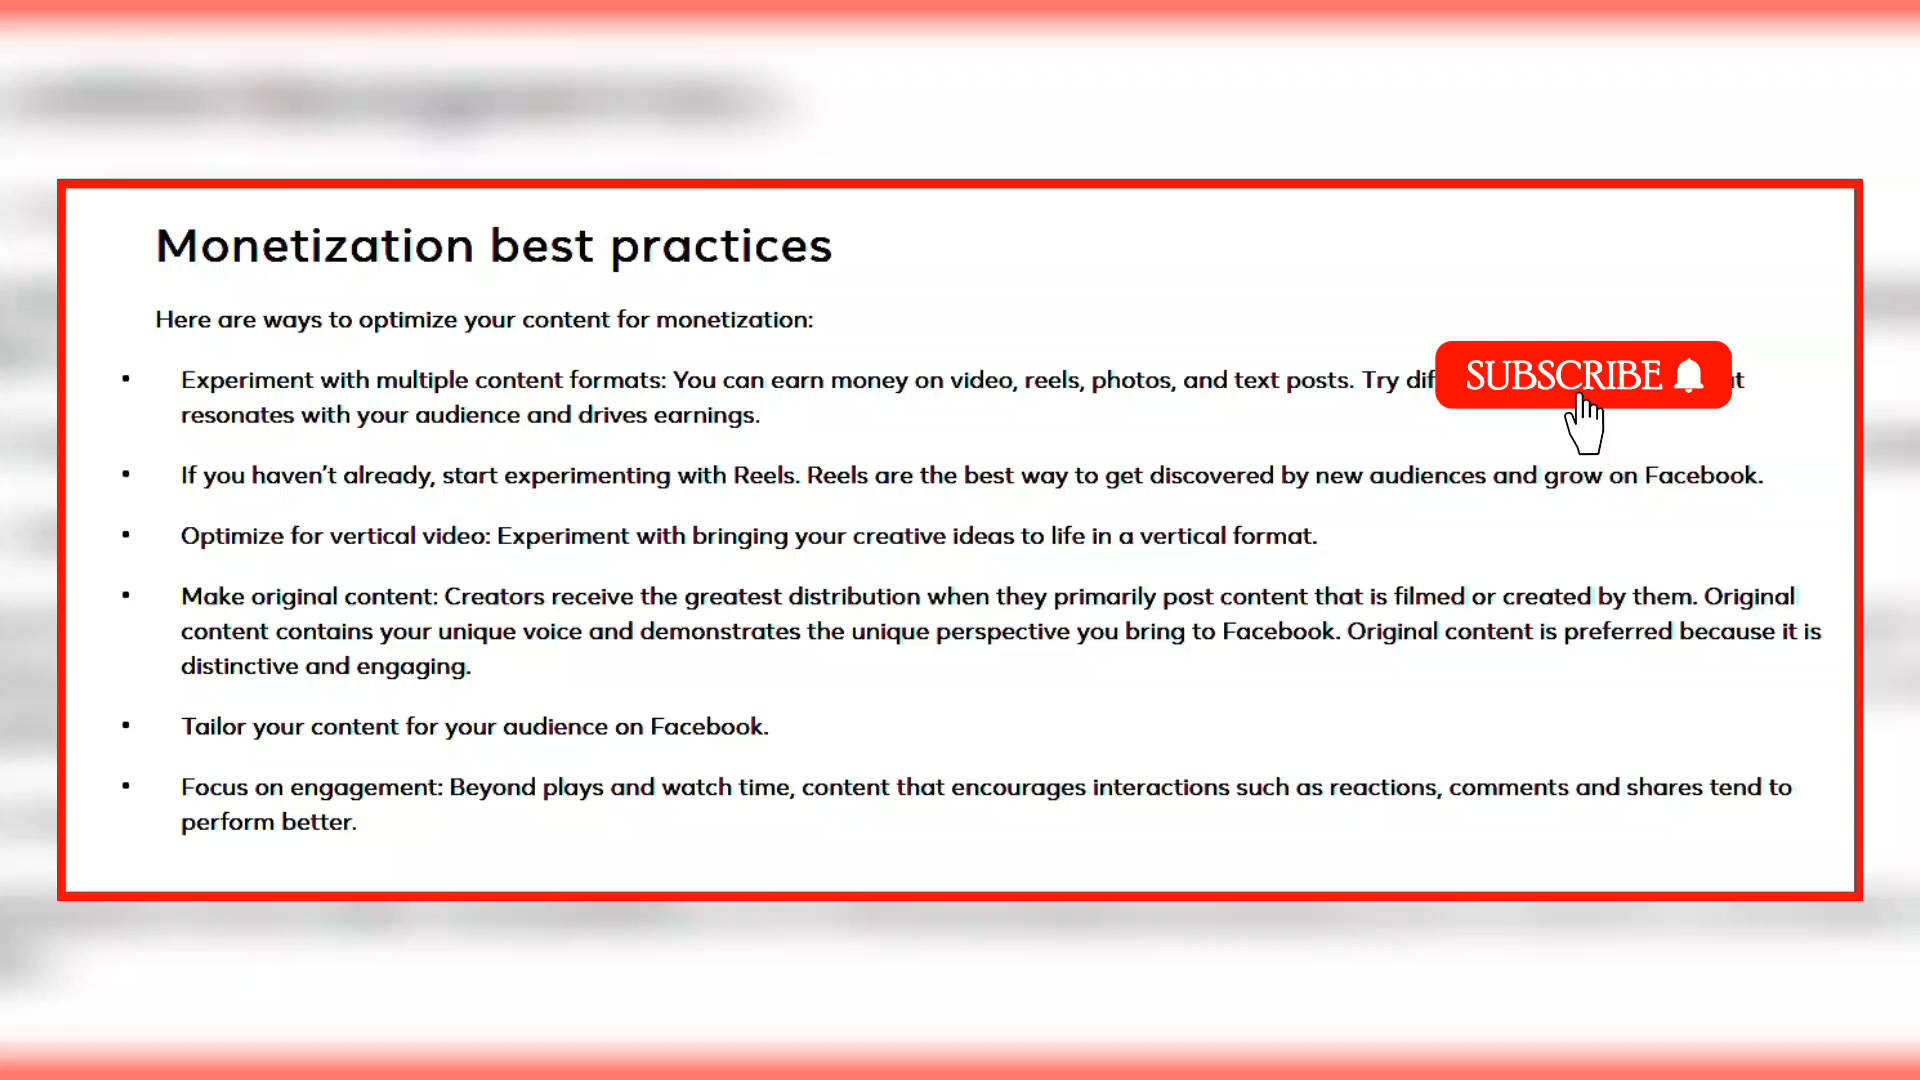 Monetization best practices
Here are ways to optimize your content for monetization:
▪ Experiment with multiple content formats: You can earn money on video, reels, photos, and text posts. Try
SUBSCRIBE
resonates with your audience and drives earnings.
▪ If you haven’t already, start experimenting with Reels. Reels are the best way to get discovered by new audiences and grow on Facebook.
▪ Optimize for vertical video: Experiment with bringing your creative ideas to life in a vertical format.
▪ Make original content: Creators receive the greatest distribution when they primarily post content that is filmed or created by them. Original
content contains your unique voice and demonstrates the unique perspective you bring to Facebook. Original content is preferred because it is
distinctive and engaging.
▪ Tailor your content for your audience on Facebook.
▪ Focus on engagement: Beyond plays and watch time, content that encourages interactions such as reactions, comments and shares tend to
perform better.